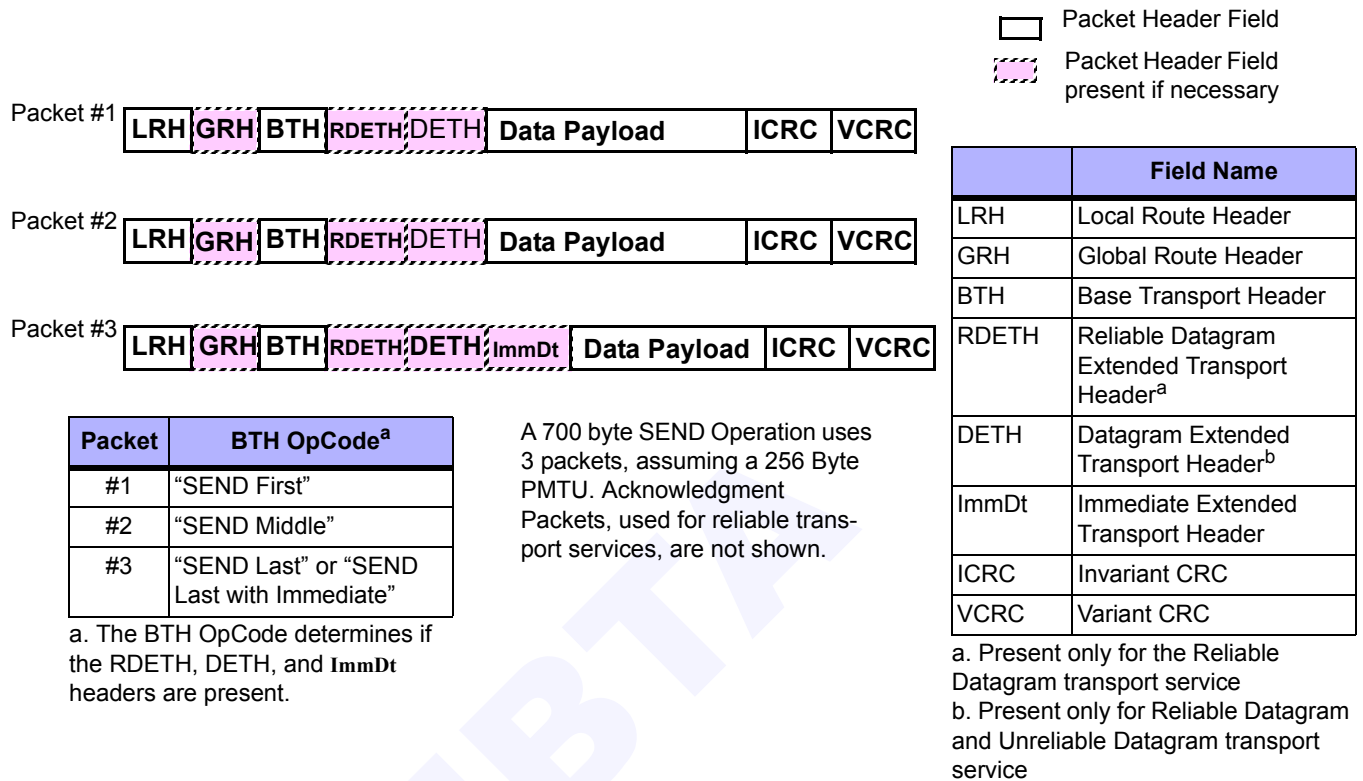 Packet Header Field
Packet Header Field
present if necessary
Packet #1 LRH GRH BTH RDETH DETH Data Payload ICRC VCRC
Packet #2 LRH GRH BTH RDETH DETH Data Payload ICRC VCRC
Packet #3 LRH GRH BTH RDETH DETH ImmDt Data Payload ICRC VCRC
Packet BTH OpCodeᵃ
#1 “SEND First”
#2 “SEND Middle”
#3 “SEND Last” or “SEND
Last with Immediate”
a. The BTH OpCode determines if
the RDETH, DETH, and ImmDt
headers are present.
A 700 byte SEND Operation uses
3 packets, assuming a 256 Byte
PMTU. Acknowledgment
Packets, used for reliable trans-
port services, are not shown.
Field Name
LRH Local Route Header
GRH Global Route Header
BTH Base Transport Header
RDETH Reliable Datagram
Extended Transport
Headerᵃ
DETH Datagram Extended
Transport Headerᵇ
ImmDt Immediate Extended
Transport Header
ICRC Invariant CRC
VCRC Variant CRC
a. Present only for the Reliable
Datagram transport service
b. Present only for Reliable Datagram
and Unreliable Datagram transport
service